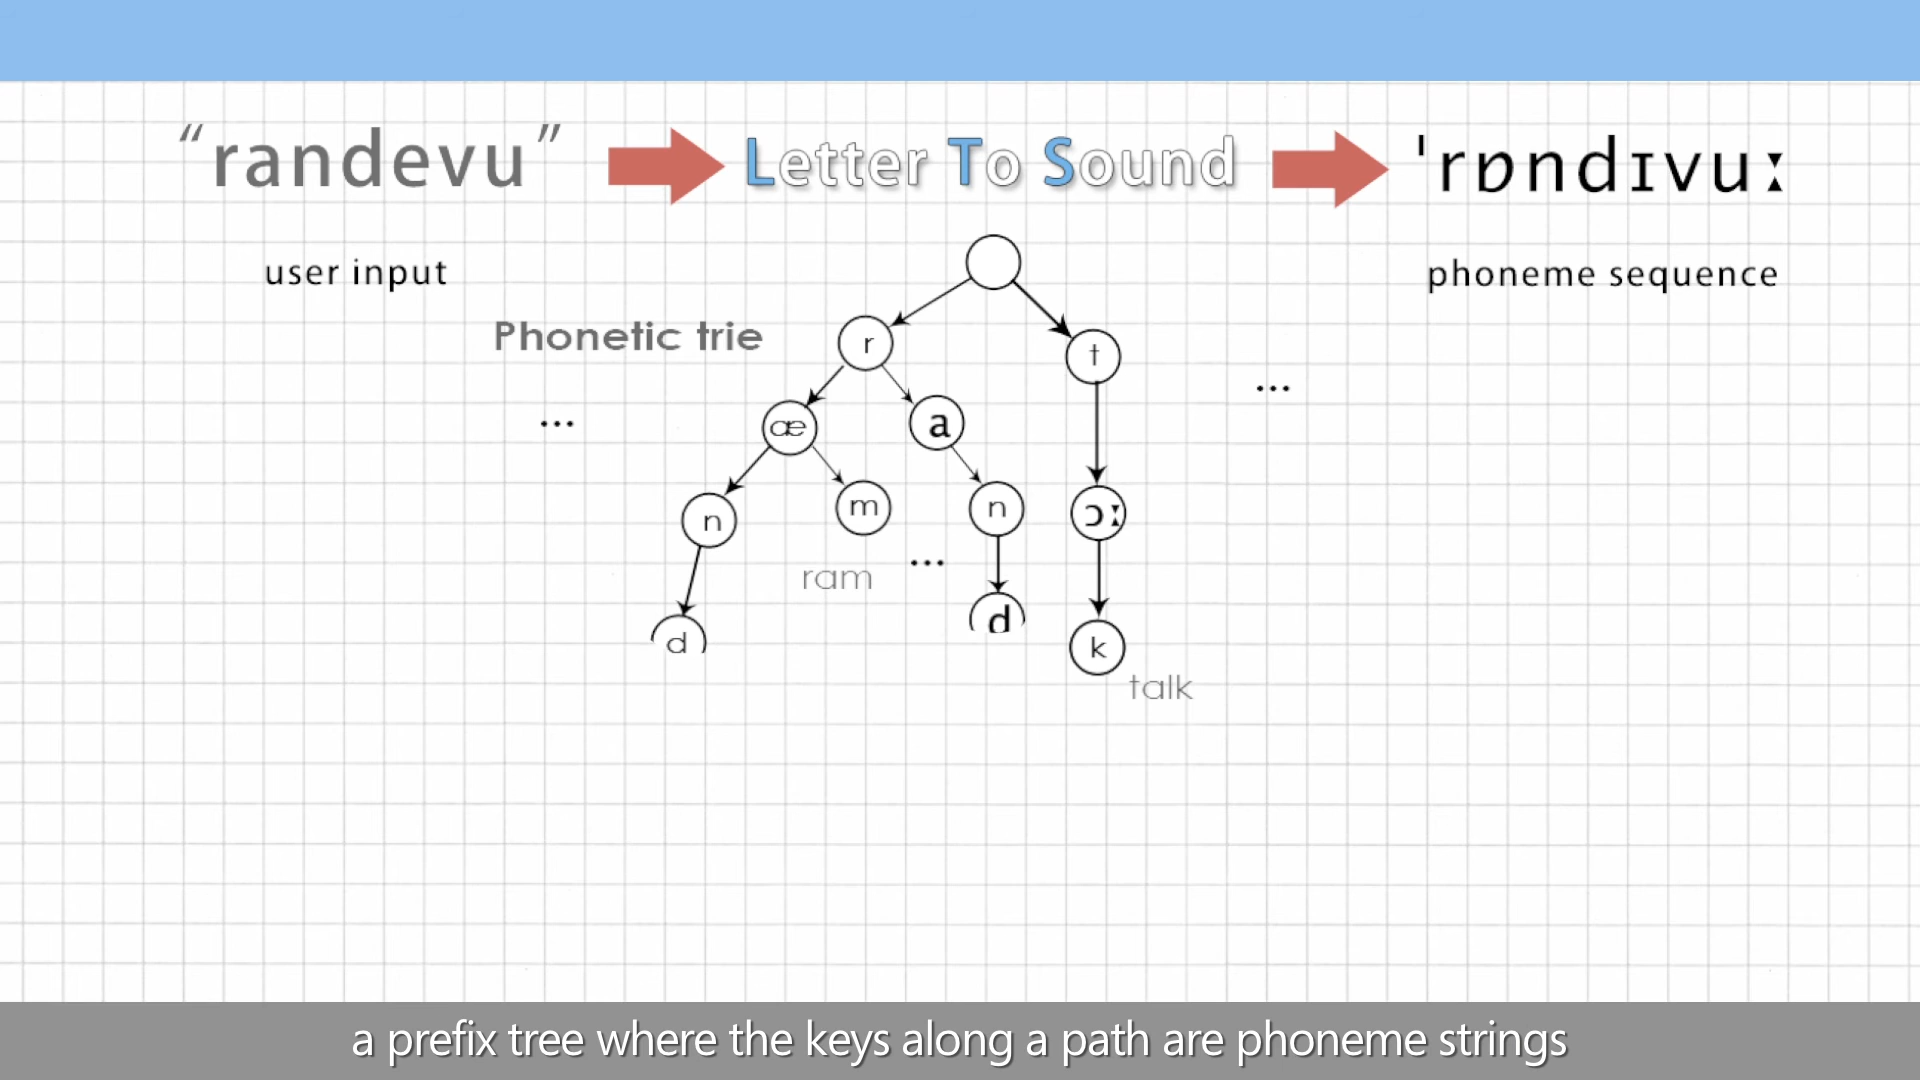 “randevu”
Letter To Sound
ˈrɒndɪvuː
user input
phoneme sequence
Phonetic trie
r
t
...
æ
a
...
n
m
n
ɔː
ram
...
d
d
k
talk
a prefix tree where the keys along a path are phoneme strings